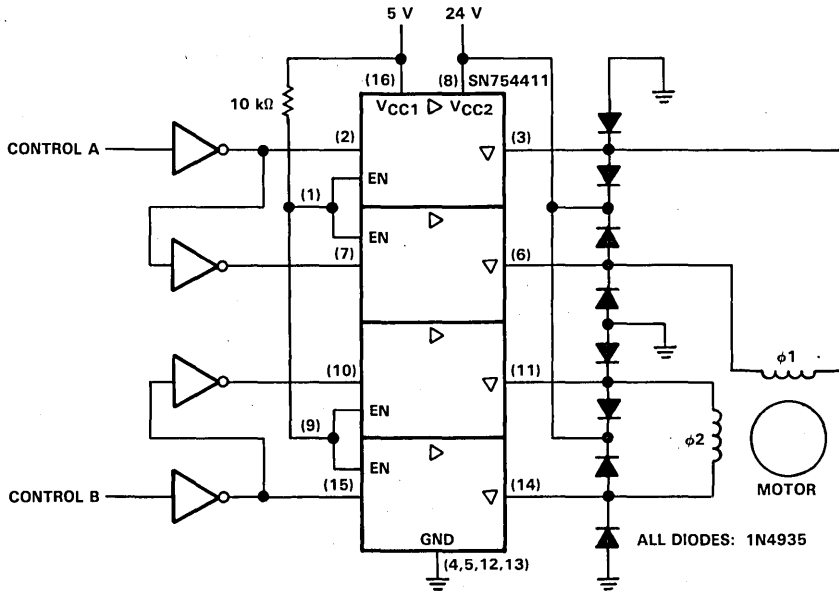 5 V 24 V
(16) (8) SN754411
10 kΩ
VCC1 ▷ VCC2
CONTROL A
(2) (3)
▽
EN
(1)
EN
▷
(7) (6)
▽
▷
φ1
(10) (11)
▽
EN
(9)
φ2
EN
▷
MOTOR
CONTROL B
(15) (14)
▽
GND
ALL DIODES: 1N4935
(4,5,12,13)